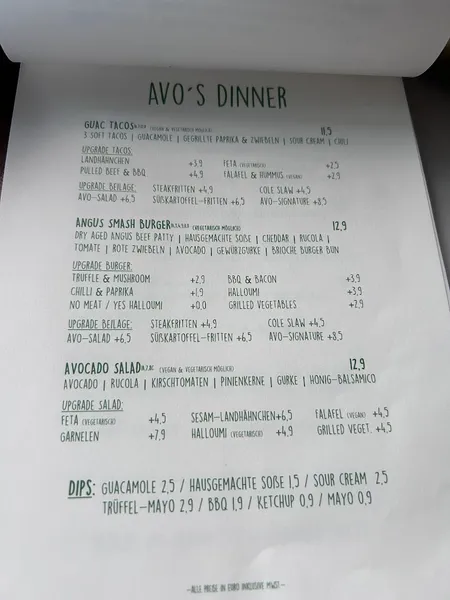 AVO´S DINNER
GUAC TACOS (VEGAN & VEGETARISCH MÖGLICH) 11,5
3 SOFT TACOS | GUACAMOLE | GEGRILLTE PAPRIKA & ZWIEBELN | SOUR CREAM | CHILI
UPGRADE TACOS:
LANDHÄHNCHEN +3,9 FETA (VEGETARISCH) +2,5
PULLED BEEF & BBQ +4,9 FALAFEL & HUMMUS (VEGAN) +2,9
UPGRADE BEILAGE: STEAKFRITTEN +4,9 COLE SLAW +4,5
AVO-SALAD +6,5 SÜßKARTOFFEL-FRITTEN +6,5 AVO-SIGNATURE +8,5
ANGUS SMASH BURGER (VEGETARISCH MÖGLICH) 12,9
DRY AGED ANGUS BEEF PATTY | HAUSGEMACHTE SOßE | CHEDDAR | RUCOLA |
TOMATE | ROTE ZWIEBELN | AVOCADO | GEWÜRZGURKE | BRIOCHE BURGER BUN
UPGRADE BURGER:
TRUFFLE & MUSHROOM +2,9 BBQ & BACON +3,9
CHILLI & PAPRIKA +1,9 HALLOUMI +3,9
NO MEAT / YES HALLOUMI +0,0 GRILLED VEGETABLES +2,9
UPGRADE BEILAGE: STEAKFRITTEN +4,9 COLE SLAW +4,5
AVO-SALAD +6,5 SÜßKARTOFFEL-FRITTEN +6,5 AVO-SIGNATURE +8,5
AVOCADO SALAD (VEGAN & VEGETARISCH MÖGLICH) 12,9
AVOCADO | RUCOLA | KIRSCHTOMATEN | PINIENKERNE | GURKE | HONIG-BALSAMICO
UPGRADE SALAD:
FETA (VEGETARISCH) +4,5 SESAM-LANDHÄHNCHEN+6,5 FALAFEL (VEGAN) +4,5
GARNELEN +7,9 HALLOUMI (VEGETARISCH) +4,9 GRILLED VEGET. +4,5
DIPS: GUACAMOLE 2,5 / HAUSGEMACHTE SOßE 1,5 / SOUR CREAM 2,5
TRÜFFEL-MAYO 2,9 / BBQ 1,9 / KETCHUP 0,9 / MAYO 0,9
-ALLE PREISE IN EURO INKLUSIVE MWST-